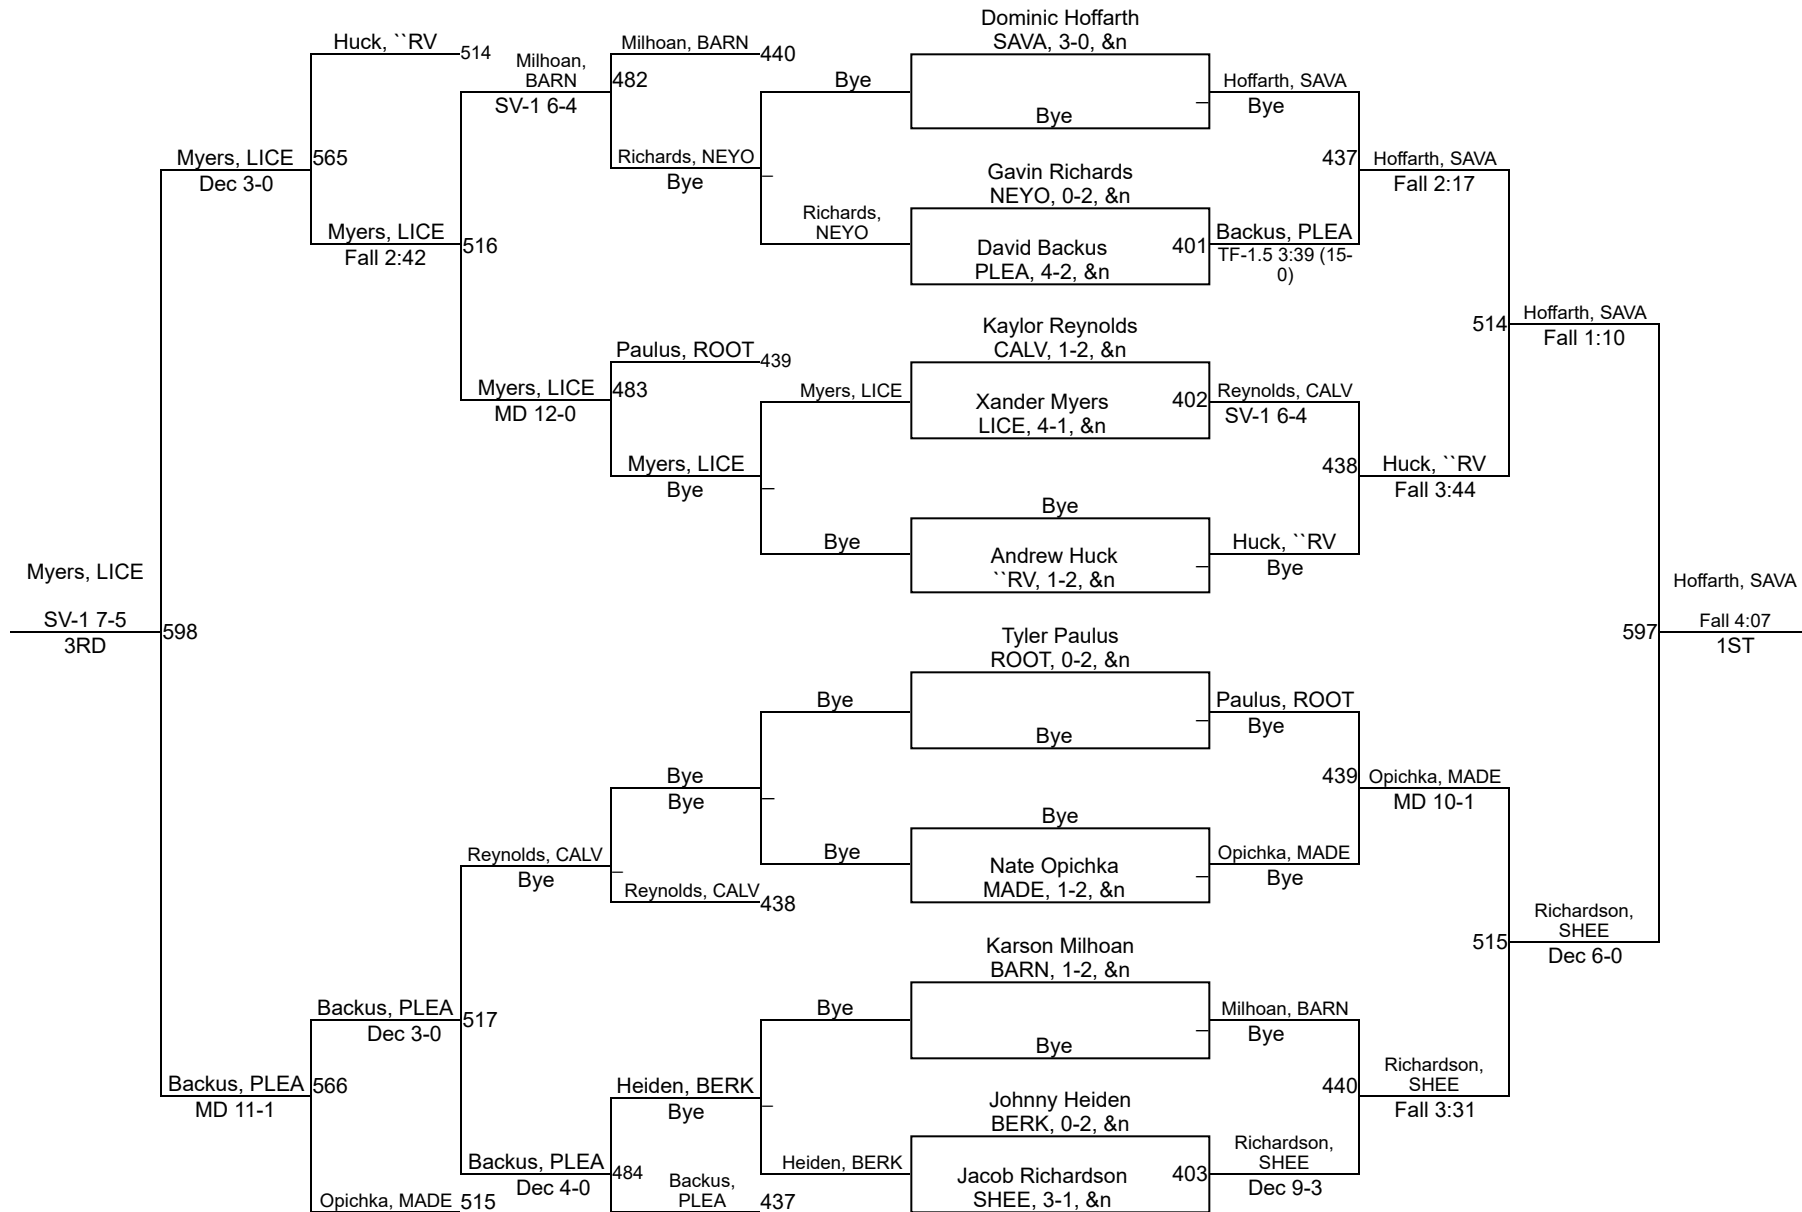 Dominic Hoffarth
SAVA, 3-0, &n
Huck, ``RV
514
Milhoan,
BARN
SV-1 6-4
Milhoan, BARN
440
482
Bye
Bye
Hoffarth, SAVA
Bye
Myers, LICE
Dec 3-0
565
Richards, NEYO
Bye
Gavin Richards
NEYO, 0-2, &n
437
Hoffarth, SAVA
Fall 2:17
Myers, LICE
Fall 2:42
516
Richards,
NEYO
David Backus
PLEA, 4-2, &n
401
Backus, PLEA
TF-1.5 3:39 (15-
0)
Kaylor Reynolds
CALV, 1-2, &n
514
Hoffarth, SAVA
Fall 1:10
Paulus, ROOT
439
Myers, LICE
MD 12-0
483
Myers, LICE
Xander Myers
LICE, 4-1, &n
402
Reynolds, CALV
SV-1 6-4
Myers, LICE
Bye
438
Huck, ``RV
Fall 3:44
Bye
Bye
Andrew Huck
``RV, 1-2, &n
Huck, ``RV
Bye
Myers, LICE
SV-1 7-5
3RD
598
Hoffarth, SAVA
Fall 4:07
1ST
597
Tyler Paulus
ROOT, 0-2, &n
Bye
Bye
Paulus, ROOT
Bye
Bye
Bye
439
Opichka, MADE
MD 10-1
Bye
Reynolds, CALV
Bye
Bye
Nate Opichka
MADE, 1-2, &n
Opichka, MADE
Bye
Reynolds, CALV
438
Karson Milhoan
BARN, 1-2, &n
515
Richardson,
SHEE
Dec 6-0
Backus, PLEA
Dec 3-0
517
Bye
Bye
Milhoan, BARN
Bye
Backus, PLEA
MD 11-1
566
Heiden, BERK
Bye
Johnny Heiden
BERK, 0-2, &n
440
Richardson,
SHEE
Fall 3:31
Backus, PLEA
Dec 4-0
484
Heiden, BERK
Jacob Richardson
SHEE, 3-1, &n
403
Richardson,
SHEE
Dec 9-3
Opichka, MADE
515
Backus,
PLEA
437